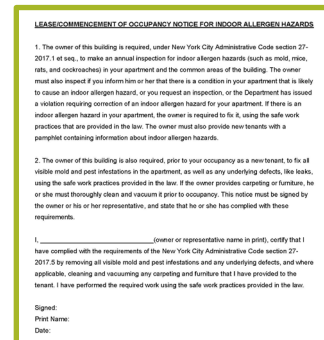 LEASE/COMMENCEMENT OF OCCUPANCY NOTICE FOR INDOOR ALLERGEN HAZARDS
1. The owner of this building is required, under New York City Administrative Code section 27-
2017.1 et seq., to make an annual inspection for indoor allergen hazards (such as mold, mice,
rats, and cockroaches) in your apartment and the common areas of the building. The owner
must also inspect if you inform him or her that there is a condition in your apartment that is likely
to cause an indoor allergen hazard, or you request an inspection, or the Department has issued
a violation requiring correction of an indoor allergen hazard for your apartment. If there is an
indoor allergen hazard in your apartment, the owner is required to fix it, using the safe work
practices that are provided in the law. The owner must also provide new tenants with a
pamphlet containing information about indoor allergen hazards.
2. The owner of this building is also required, prior to your occupancy as a new tenant, to fix all
visible mold and pest infestations in the apartment, as well as any underlying defects, like leaks,
using the safe work practices provided in the law. If the owner provides carpeting or furniture, he
or she must thoroughly clean and vacuum it prior to occupancy. This notice must be signed by
the owner or his or her representative, and state that he or she has complied with these
requirements.
I, ______________________(owner or representative name in print), certify that I
have complied with the requirements of the New York City Administrative Code section 27-
2017.5 by removing all visible mold and pest infestations and any underlying defects, and where
applicable, cleaning and vacuuming any carpeting and furniture that I have provided to the
tenant. I have performed the required work using the safe work practices provided in the law.
Signed:
Print Name:
Date: